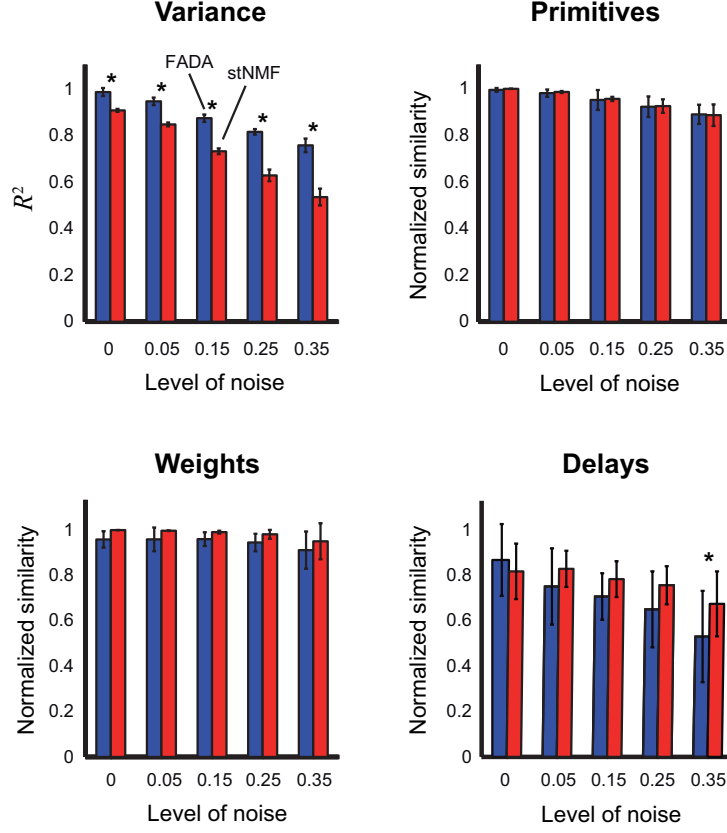 Variance
FADA
stNMF
* * * * *
R²
1
0.8
0.6
0.4
0.2
0
0 0.05 0.15 0.25 0.35
Level of noise
Primitives
Normalized similarity
1
0.8
0.6
0.4
0.2
0
0 0.05 0.15 0.25 0.35
Level of noise
Weights
Normalized similarity
1
0.8
0.6
0.4
0.2
0
0 0.05 0.15 0.25 0.35
Level of noise
Delays
*
Normalized similarity
1
0.8
0.6
0.4
0.2
0
0 0.05 0.15 0.25 0.35
Level of noise